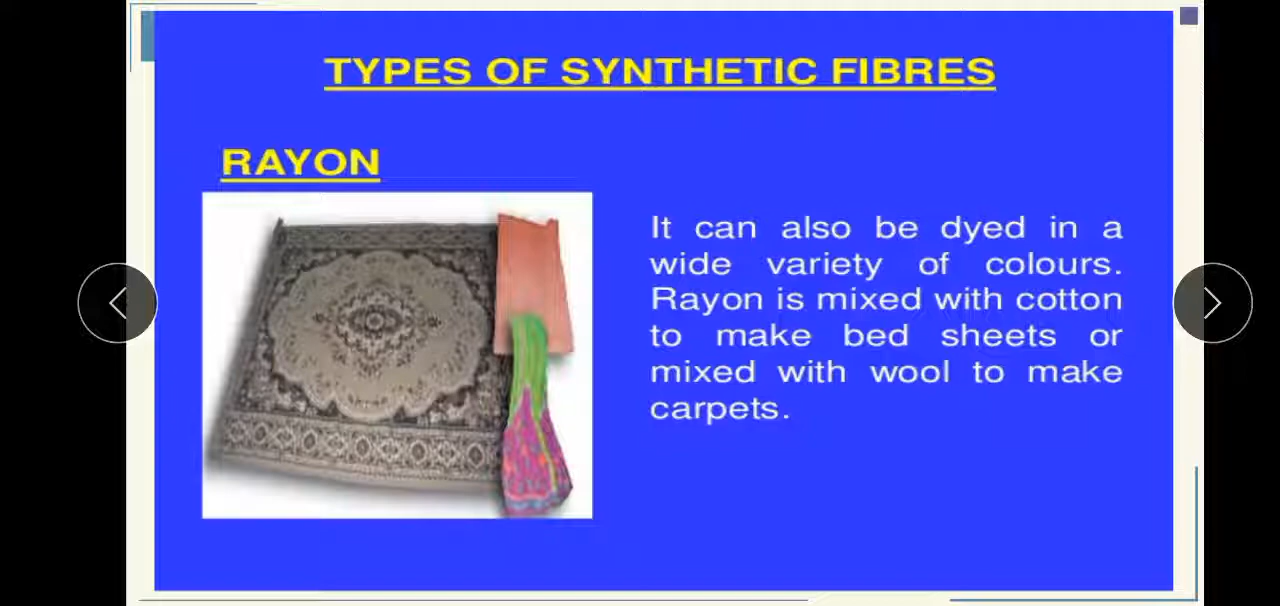 TYPES OF SYNTHETIC FIBRES
RAYON
It can also be dyed in a
wide variety of colours.
Rayon is mixed with cotton
to make bed sheets or
mixed with wool to make
carpets.